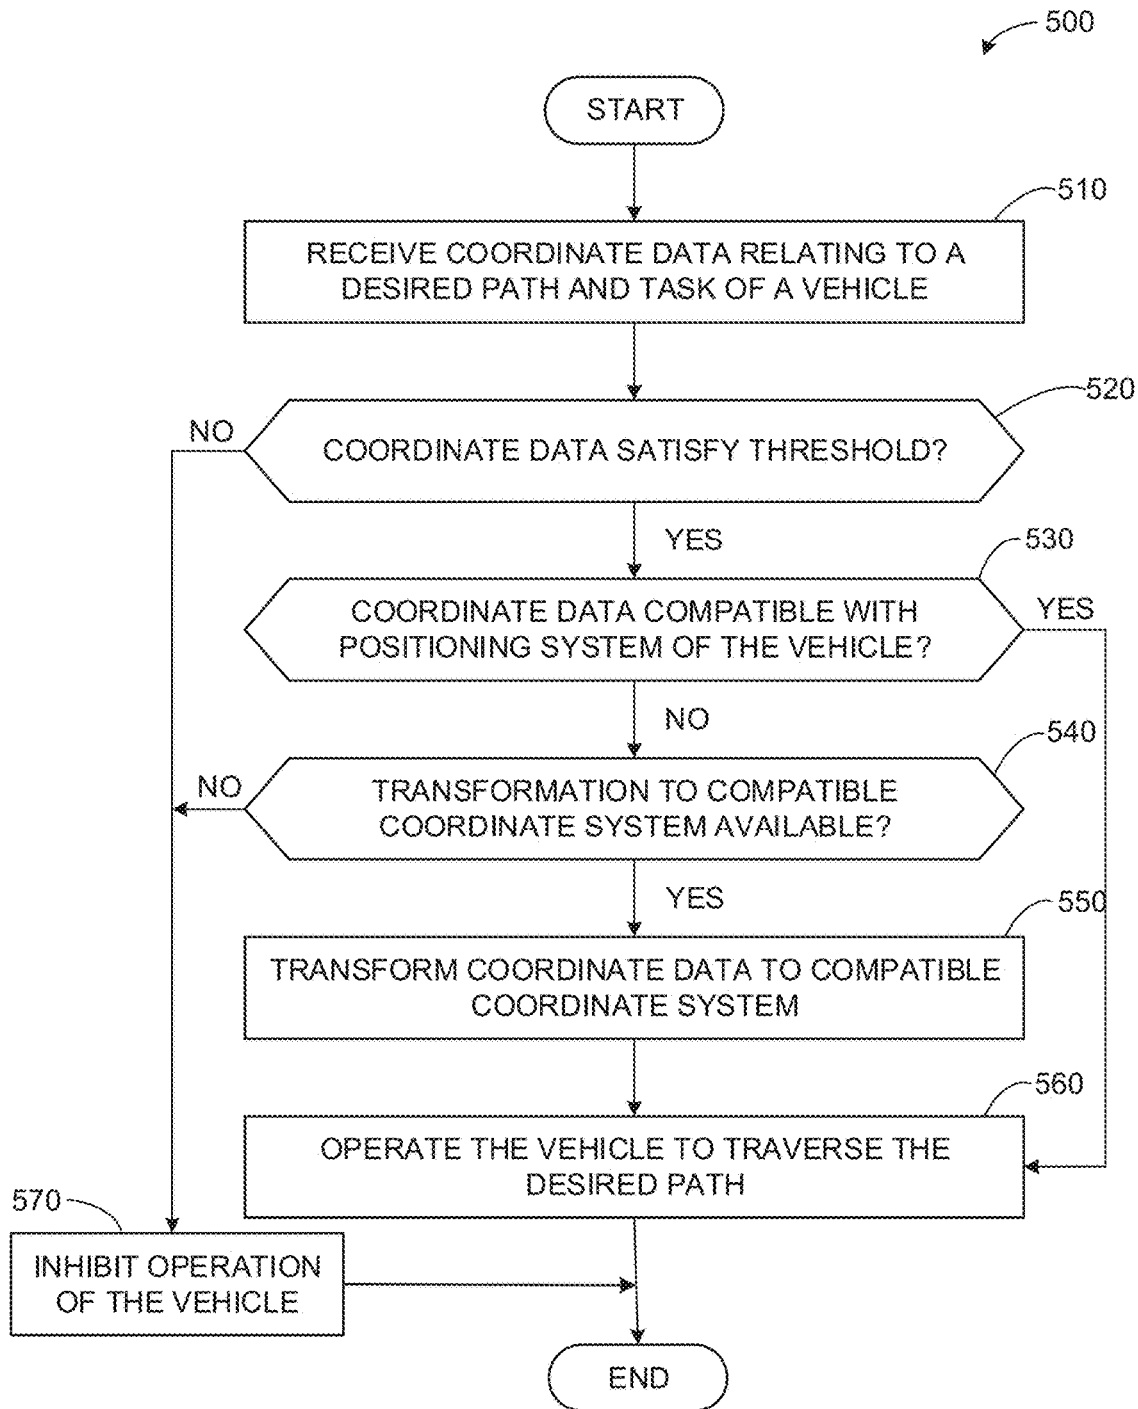 500
START
510
RECEIVE COORDINATE DATA RELATING TO A
DESIRED PATH AND TASK OF A VEHICLE
520
NO
COORDINATE DATA SATISFY THRESHOLD?
YES
530
COORDINATE DATA COMPATIBLE WITH
POSITIONING SYSTEM OF THE VEHICLE?
YES
NO
540
NO
TRANSFORMATION TO COMPATIBLE
COORDINATE SYSTEM AVAILABLE?
YES
550
TRANSFORM COORDINATE DATA TO COMPATIBLE
COORDINATE SYSTEM
560
OPERATE THE VEHICLE TO TRAVERSE THE
DESIRED PATH
570
INHIBIT OPERATION
OF THE VEHICLE
END